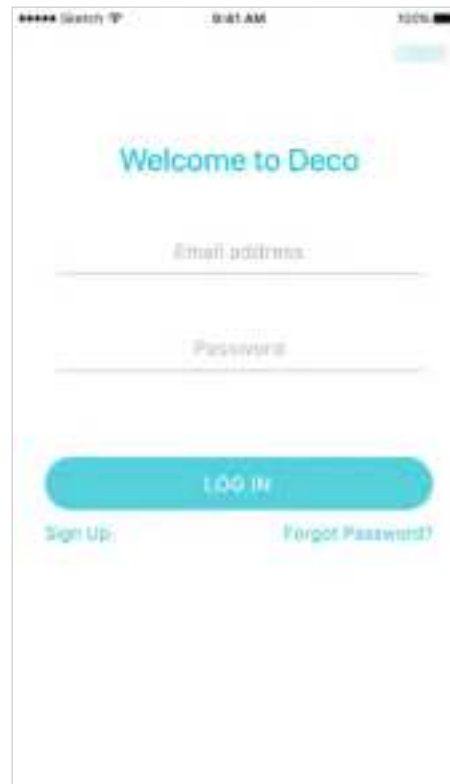 Sketch 9:41 AM 100%
Welcome to Deco
Email address
Password
LOG IN
Sign Up Forgot Password?